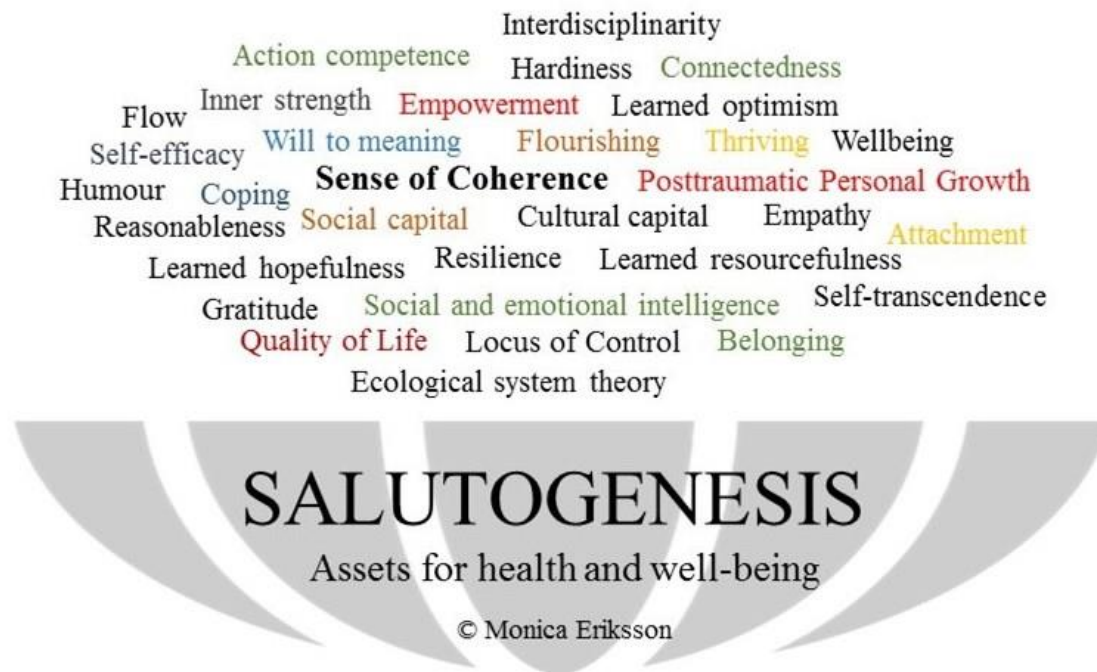 Interdisciplinarity
Action competence Hardiness Connectedness
Flow Inner strength Empowerment Learned optimism
Self-efficacy Will to meaning Flourishing Thriving Wellbeing
Humour Coping Sense of Coherence Posttraumatic Personal Growth
Reasonableness Social capital Cultural capital Empathy Attachment
Learned hopefulness Resilience Learned resourcefulness
Gratitude Social and emotional intelligence Self-transcendence
Quality of Life Locus of Control Belonging
Ecological system theory
SALUTOGENESIS
Assets for health and well-being
© Monica Eriksson